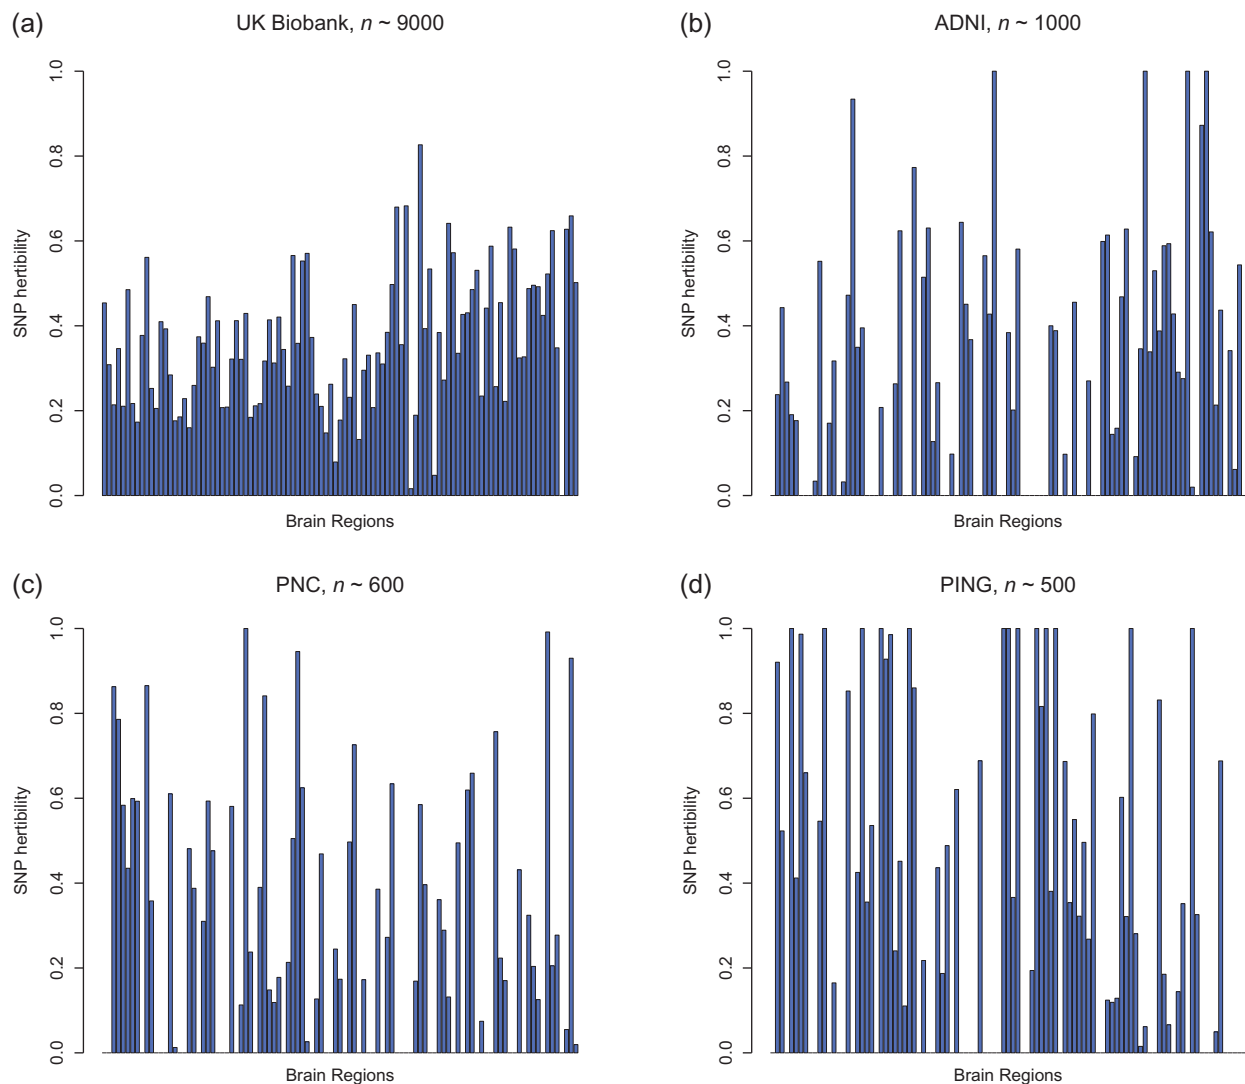 (a)
UK Biobank, n ~ 9000
SNP hertibility
1.0
0.8
0.6
0.4
0.2
0.0
Brain Regions
(b)
ADNI, n ~ 1000
SNP hertibility
1.0
0.8
0.6
0.4
0.2
0.0
Brain Regions
(c)
PNC, n ~ 600
SNP hertibility
1.0
0.8
0.6
0.4
0.2
0.0
Brain Regions
(d)
PING, n ~ 500
SNP hertibility
1.0
0.8
0.6
0.4
0.2
0.0
Brain Regions